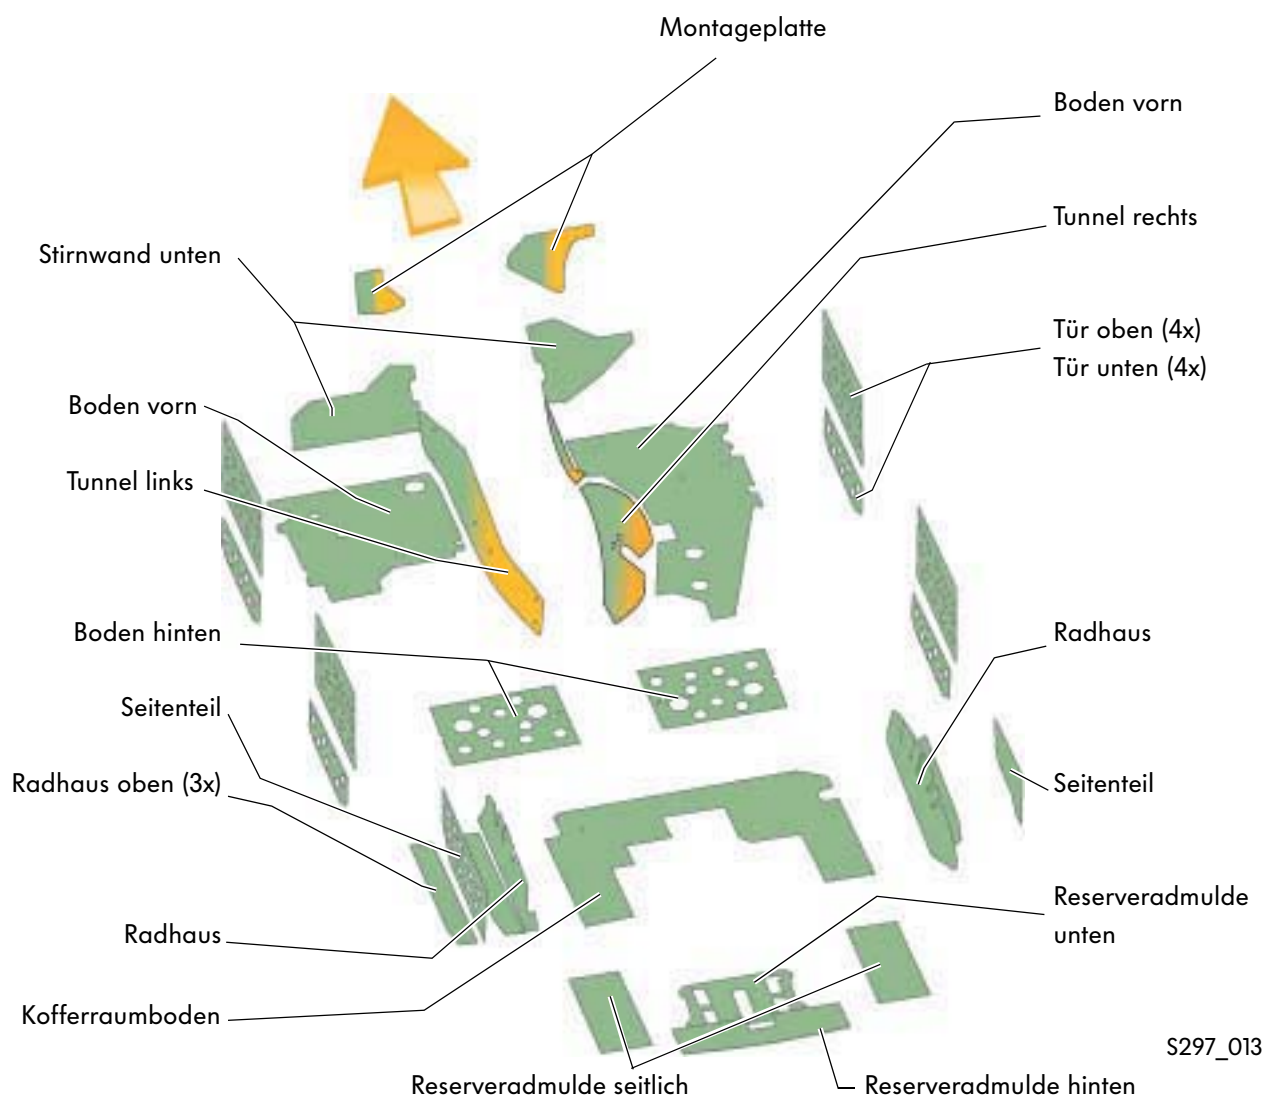 Montageplatte
Boden vorn
Tunnel rechts
Stirnwand unten
Tür oben (4x)
Tür unten (4x)
Boden vorn
Tunnel links
Boden hinten
Radhaus
Seitenteil
Radhaus oben (3x)
Seitenteil
Reserveradmulde
unten
Radhaus
Kofferraumboden
S297_013
Reserveradmulde seitlich
Reserveradmulde hinten